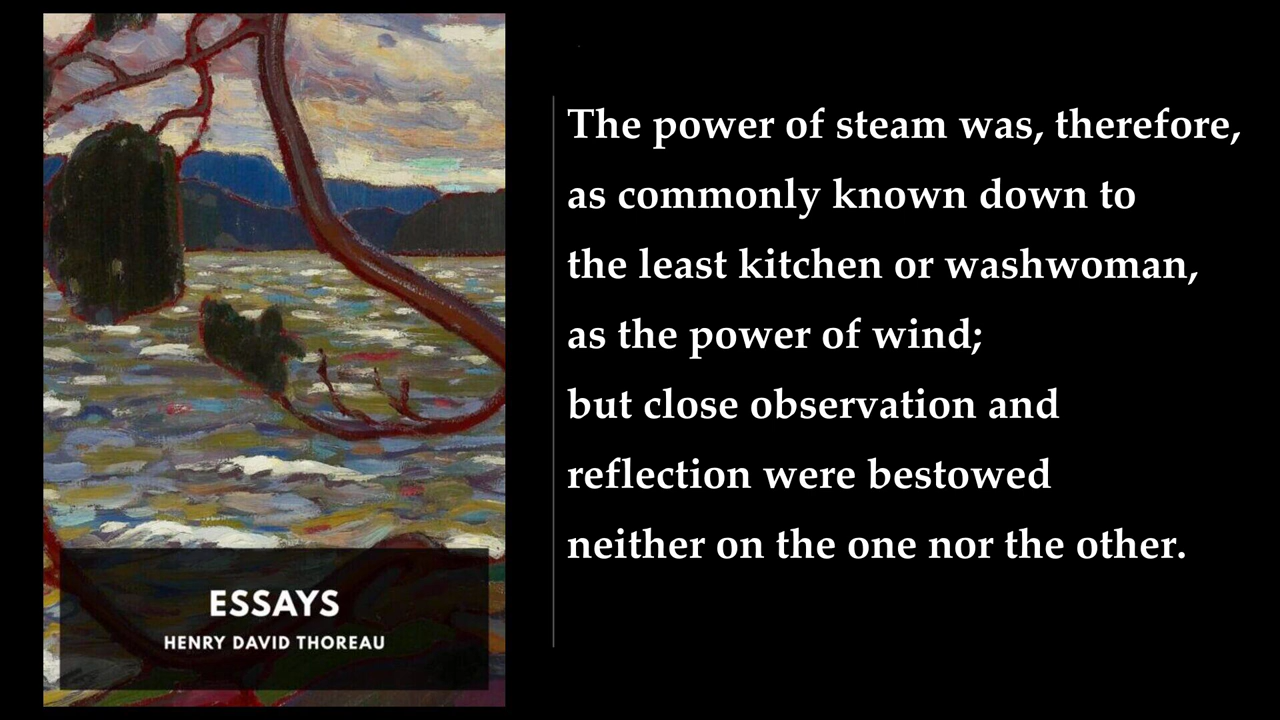 The power of steam was, therefore,
as commonly known down to
the least kitchen or washwoman,
as the power of wind;
but close observation and
reflection were bestowed
neither on the one nor the other.
ESSAYS
HENRY DAVID THOREAU